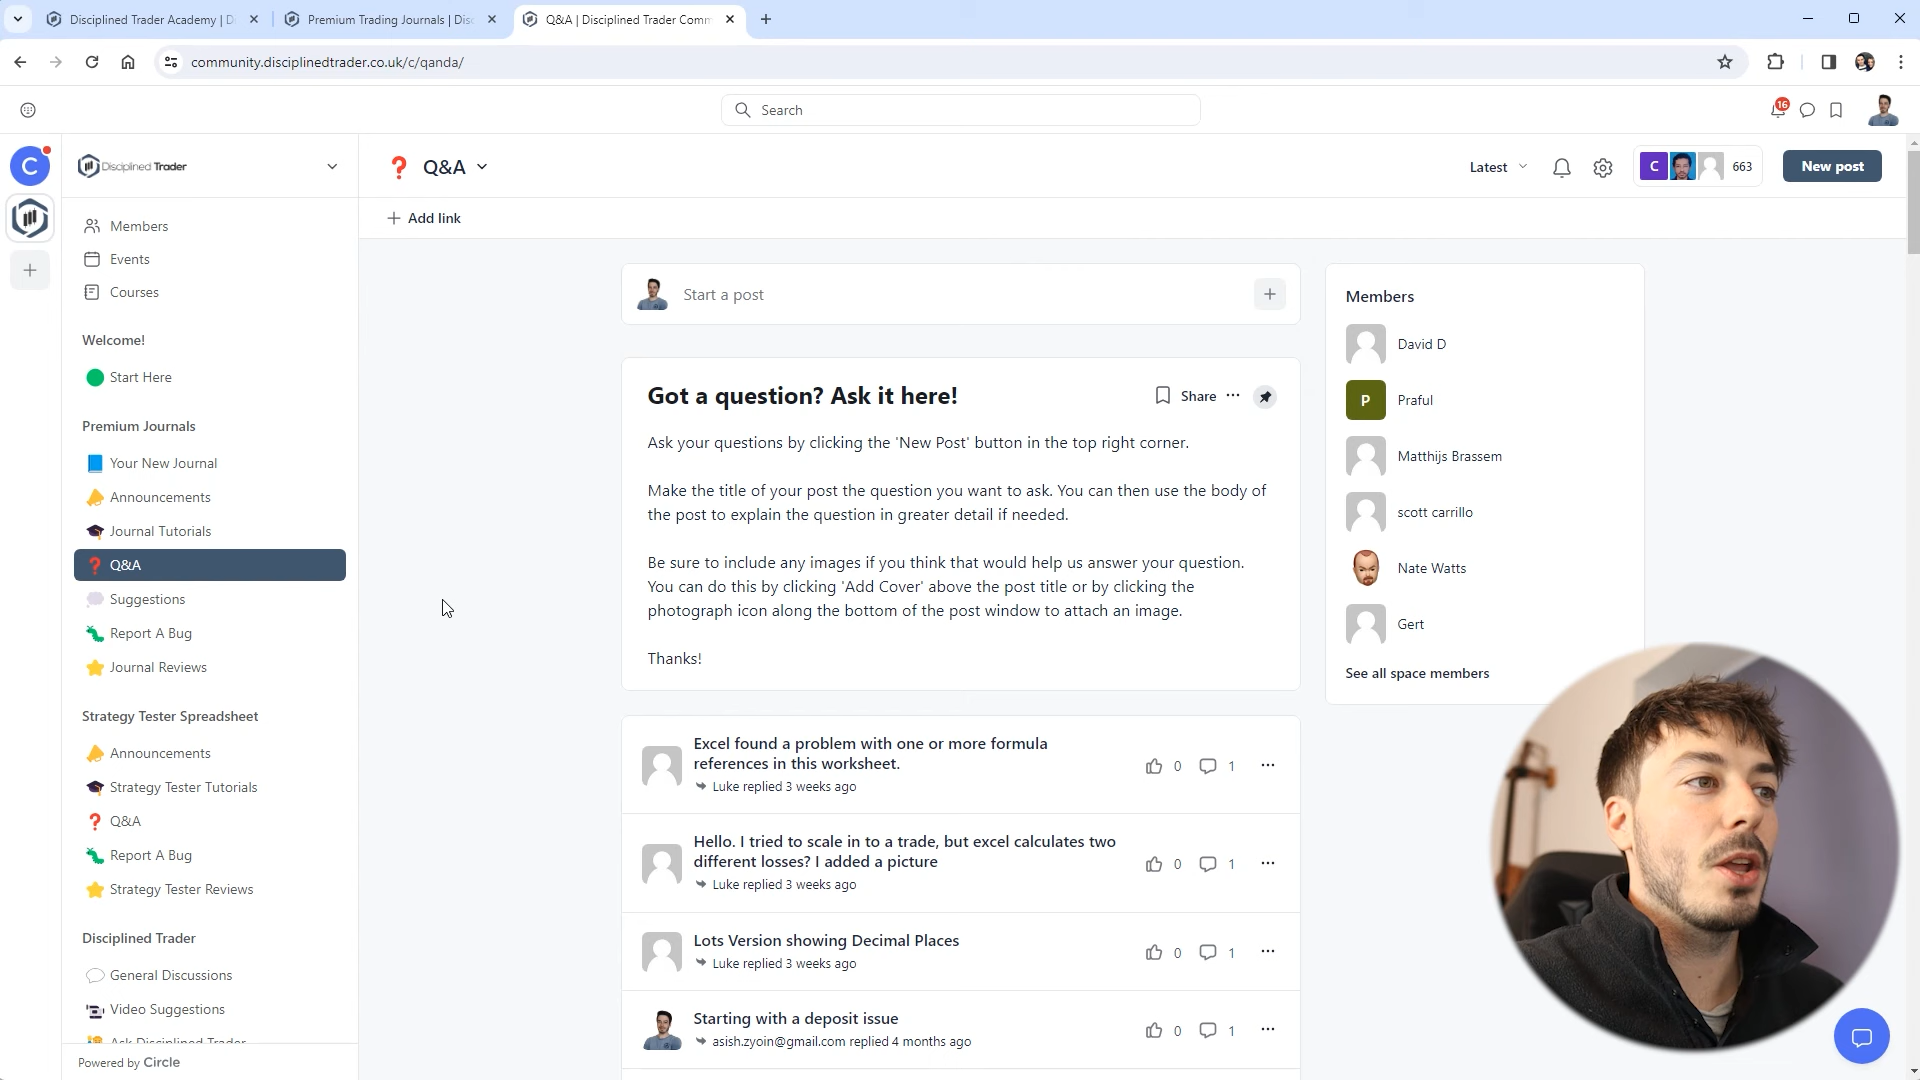 Disciplined Trader Academy | D
Premium Trading Journals | Disc
Q&A | Disciplined Trader Comm
community.disciplinedtrader.co.uk/c/qanda/
Search
16
C
Disciplined Trader
Q&A
Latest
C
663
New post
Add link
Members
Events
Courses
Welcome!
Start Here
Premium Journals
Your New Journal
Announcements
Journal Tutorials
Q&A
Suggestions
Report A Bug
Journal Reviews
Strategy Tester Spreadsheet
Announcements
Strategy Tester Tutorials
Q&A
Report A Bug
Strategy Tester Reviews
Disciplined Trader
General Discussions
Video Suggestions
Ask Disciplined Trader
Powered by Circle
Start a post
Got a question? Ask it here!
Share
Ask your questions by clicking the 'New Post' button in the top right corner.
Make the title of your post the question you want to ask. You can then use the body of
the post to explain the question in greater detail if needed.
Be sure to include any images if you think that would help us answer your question.
You can do this by clicking 'Add Cover' above the post title or by clicking the
photograph icon along the bottom of the post window to attach an image.
Thanks!
Excel found a problem with one or more formula
references in this worksheet.
Luke replied 3 weeks ago
0
1
Hello. I tried to scale in to a trade, but excel calculates two
different losses? I added a picture
Luke replied 3 weeks ago
0
1
Lots Version showing Decimal Places
Luke replied 3 weeks ago
0
1
Starting with a deposit issue
asish.zyoin@gmail.com replied 4 months ago
0
1
Members
David D
P
Praful
Matthijs Brassem
scott carrillo
Nate Watts
Gert
See all space members